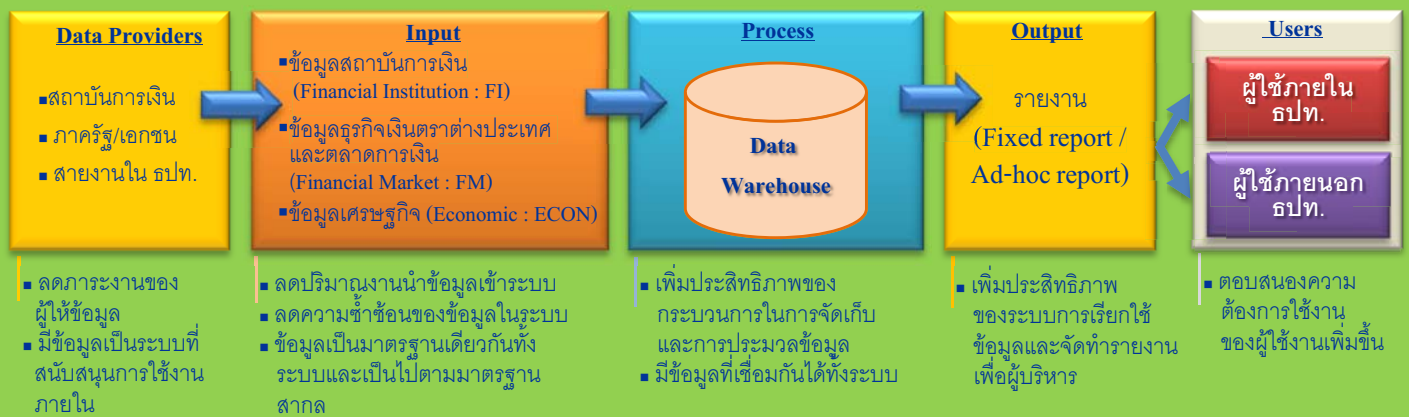 Data Providers
▪สถาบันการเงิน
▪ ภาครัฐ/เอกชน
▪ สายงานใน ธปท.
Input
▪ข้อมูลสถาบันการเงิน
(Financial Institution : FI)
▪ข้อมูลธุรกิจเงินตราต่างประเทศ
และตลาดการเงิน
(Financial Market : FM)
▪ข้อมูลเศรษฐกิจ (Economic : ECON)
Process
Data
Warehouse
Output
รายงาน
(Fixed report /
Ad-hoc report)
Users
ผู้ใช้ภายใน
ธปท.
ผู้ใช้ภายนอก
ธปท.
▪ ลดภาระงานของ
ผู้ให้ข้อมูล
▪ มีข้อมูลเป็นระบบที่
สนับสนุนการใช้งาน
ภายใน
▪ ลดปริมาณงานนำข้อมูลเข้าระบบ
▪ ลดความซ้ำซ้อนของข้อมูลในระบบ
▪ ข้อมูลเป็นมาตรฐานเดียวกันทั้ง
ระบบและเป็นไปตามมาตรฐาน
สากล
▪ เพิ่มประสิทธิภาพของ
กระบวนการในการจัดเก็บ
และการประมวลข้อมูล
▪ มีข้อมูลที่เชื่อมกันได้ทั้งระบบ
▪ เพิ่มประสิทธิภาพ
ของระบบการเรียกใช้
ข้อมูลและจัดทำรายงาน
เพื่อผู้บริหาร
▪ ตอบสนองความ
ต้องการใช้งาน
ของผู้ใช้งานเพิ่มขึ้น